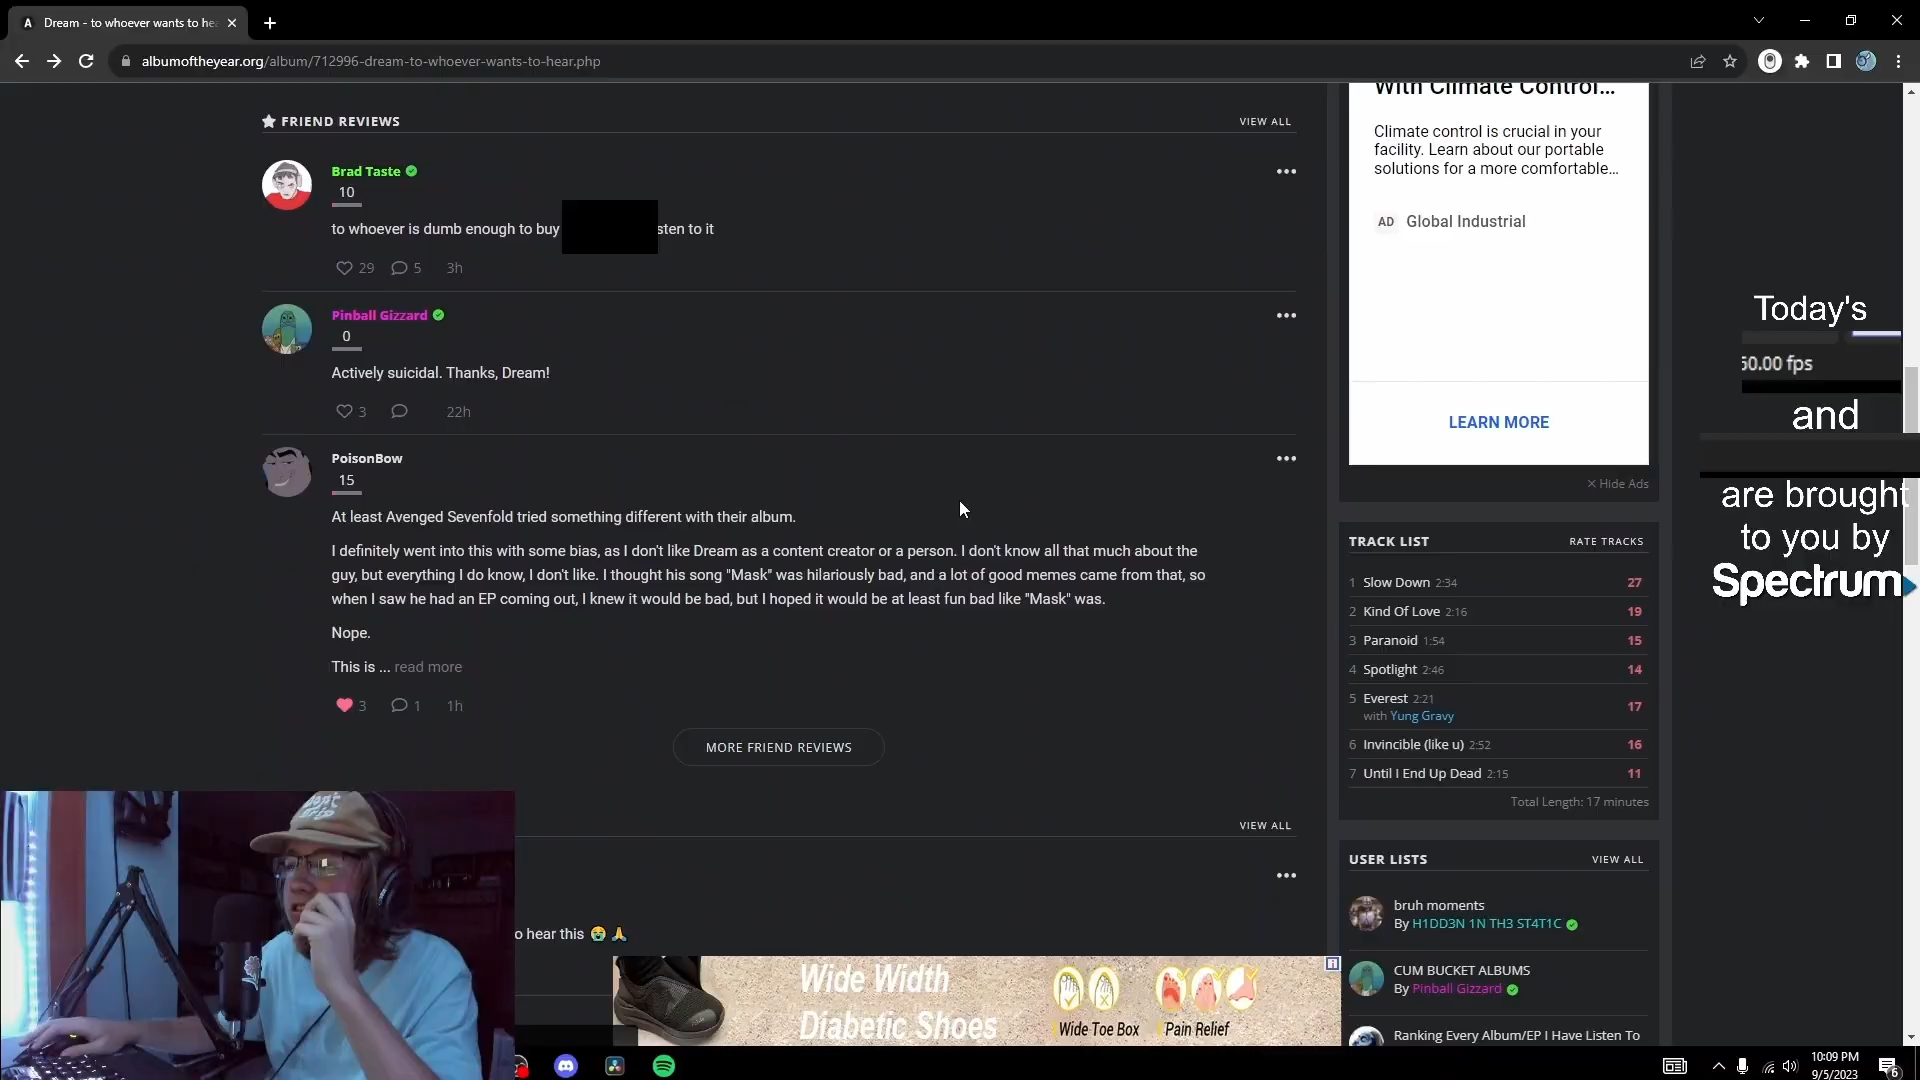 A Dream - to whoever wants to hea
albumoftheyear.org/album/712996-dream-to-whoever-wants-to-hear.php
FRIEND REVIEWS
VIEW ALL
Brad Taste
10
to whoever is dumb enough to buy sten to it
29 5 3h
Pinball Gizzard
0
Actively suicidal. Thanks, Dream!
3 22h
PoisonBow
15
At least Avenged Sevenfold tried something different with their album.
I definitely went into this with some bias, as I don't like Dream as a content creator or a person. I don't know all that much about the
guy, but everything I do know, I don't like. I thought his song "Mask" was hilariously bad, and a lot of good memes came from that, so
when I saw he had an EP coming out, I knew it would be bad, but I hoped it would be at least fun bad like "Mask" was.
Nope.
This is ... read more
3 1 1h
MORE FRIEND REVIEWS
VIEW ALL
o hear this 😭 🙏
With Climate Control...
Climate control is crucial in your
facility. Learn about our portable
solutions for a more comfortable...
AD Global Industrial
LEARN MORE
× Hide Ads
TRACK LIST RATE TRACKS
1 Slow Down 2:34 27
2 Kind Of Love 2:16 19
3 Paranoid 1:54 15
4 Spotlight 2:46 14
5 Everest 2:21
with Yung Gravy 17
6 Invincible (like u) 2:52 16
7 Until I End Up Dead 2:15 11
Total Length: 17 minutes
USER LISTS VIEW ALL
bruh moments
By H1DD3N 1N TH3 ST4T1C
CUM BUCKET ALBUMS
By Pinball Gizzard
Ranking Every Album/EP I Have Listen To
Today's
60.00 fps
and
are brought
to you by
Spectrum
Wide Width
Diabetic Shoes
Wide Toe Box
Pain Relief
10:09 PM
9/5/2023
6